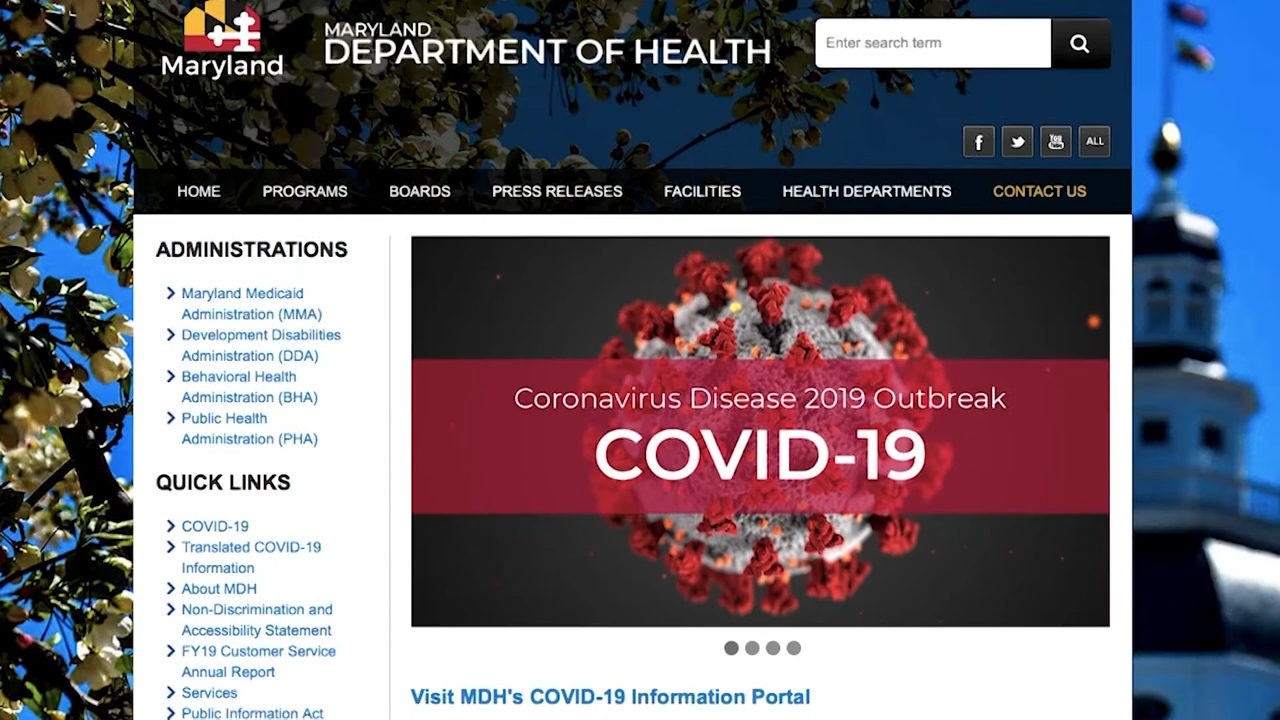 Maryland
MARYLAND
DEPARTMENT OF HEALTH
Enter search term
f
You
Tube
ALL
HOME PROGRAMS BOARDS PRESS RELEASES FACILITIES HEALTH DEPARTMENTS CONTACT US
ADMINISTRATIONS
Maryland Medicaid
Administration (MMA)
Development Disabilities
Administration (DDA)
Behavioral Health
Administration (BHA)
Public Health
Administration (PHA)
QUICK LINKS
COVID-19
Translated COVID-19
Information
About MDH
Non-Discrimination and
Accessibility Statement
FY19 Customer Service
Annual Report
Services
Public Information Act
Coronavirus Disease 2019 Outbreak
COVID-19
Visit MDH's COVID-19 Information Portal